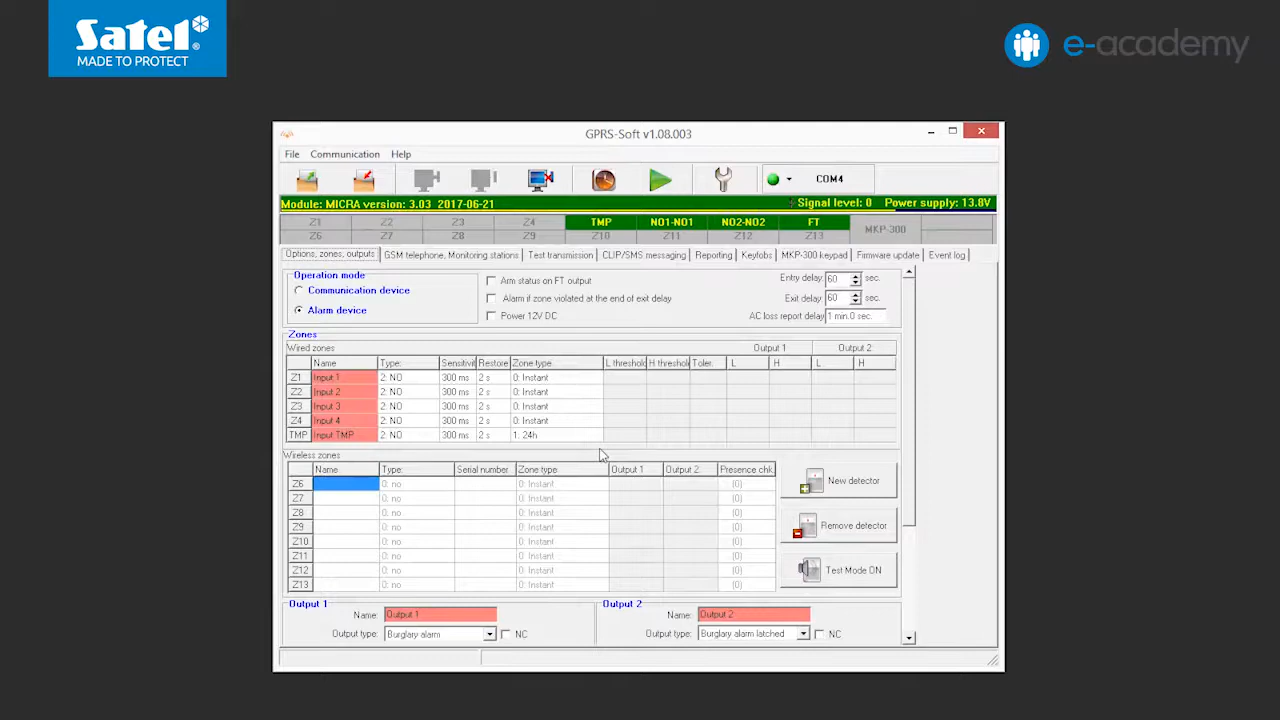 Satel®
MADE TO PROTECT
e-academy
GPRS-Soft v1.08.003
File Communication Help
COM4
Module: MICRA version: 3.03 2017-06-21 Signal level: 0 Power supply: 13.8V
Z1 Z2 Z3 Z4 TMP NO1-NO1 NO2-NO2 FT
MKP-300
Z6 Z7 Z8 Z9 Z10 Z11 Z12 Z13
Options, zones, outputs GSM telephone, Monitoring stations Test transmission CLIP/SMS messaging Reporting Keyfobs MKP-300 keypad Firmware update Event log
Operation mode
Communication device
Alarm device
Arm status on FT output
Alarm if zone violated at the end of exit delay
Power 12V DC
Entry delay: 60 sec.
Exit delay: 60 sec.
AC loss report delay 1 min.0 sec.
Zones
Wired zones Output 1 Output 2
Name Type: Sensitivit Restore Zone type. L threshold H threshold Toler. L H L H
Z1 Input 1 2: NO 300 ms 2 s 0: Instant
Z2 Input 2 2: NO 300 ms 2 s 0: Instant
Z3 Input 3 2: NO 300 ms 2 s 0: Instant
Z4 Input 4 2: NO 300 ms 2 s 0: Instant
TMP Input TMP 2: NO 300 ms 2 s 1: 24h
Wireless zones
Name Type: Serial number Zone type. Output 1 Output 2. Presence chk.
Z6 0: no 0: Instant (0)
Z7 0: no 0: Instant (0)
Z8 0: no 0: Instant (0)
Z9 0: no 0: Instant (0)
Z10 0: no 0: Instant (0)
Z11 0: no 0: Instant (0)
Z12 0: no 0: Instant (0)
Z13 0: no 0: Instant (0)
New detector
Remove detector
Test Mode ON
Output 1
Name: Output 1
Output type: Burglary alarm NC
Output 2
Name: Output 2
Output type: Burglary alarm latched NC